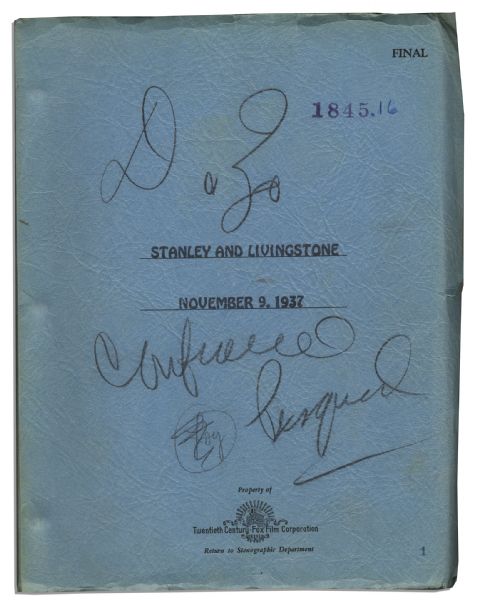 FINAL
1845.16
STANLEY AND LIVINGSTONE
NOVEMBER 9, 1937
Property of
Twentieth Century-Fox Film Corporation
Return to Stenographic Department
1